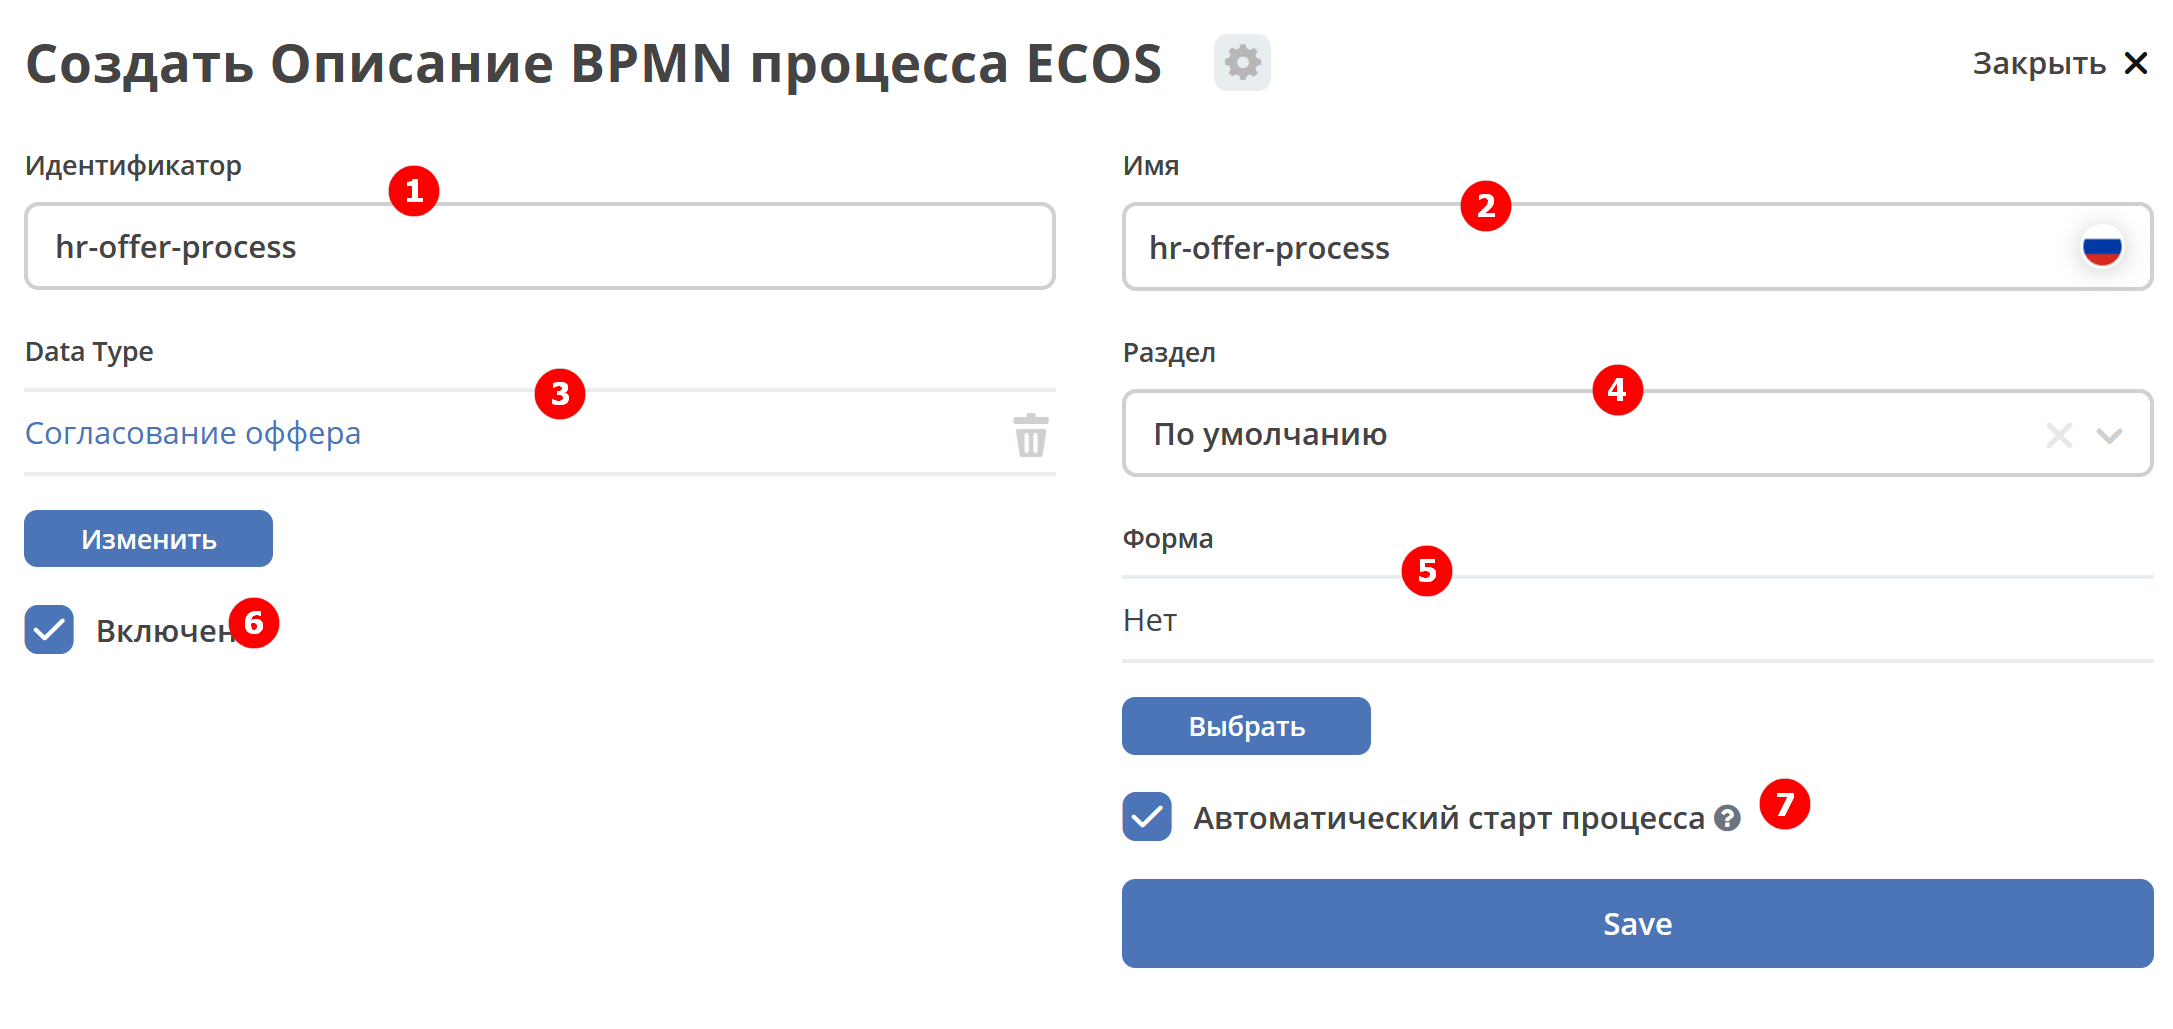 Создать Описание BPMN процесса ECOS
Закрыть
Идентификатор
1
hr-offer-process
Имя
2
hr-offer-process
Data Type
3
Согласование оффера
Изменить
Раздел
4
По умолчанию
Форма
5
Нет
Выбрать
Включен 6
Автоматический старт процесса ? 7
Save